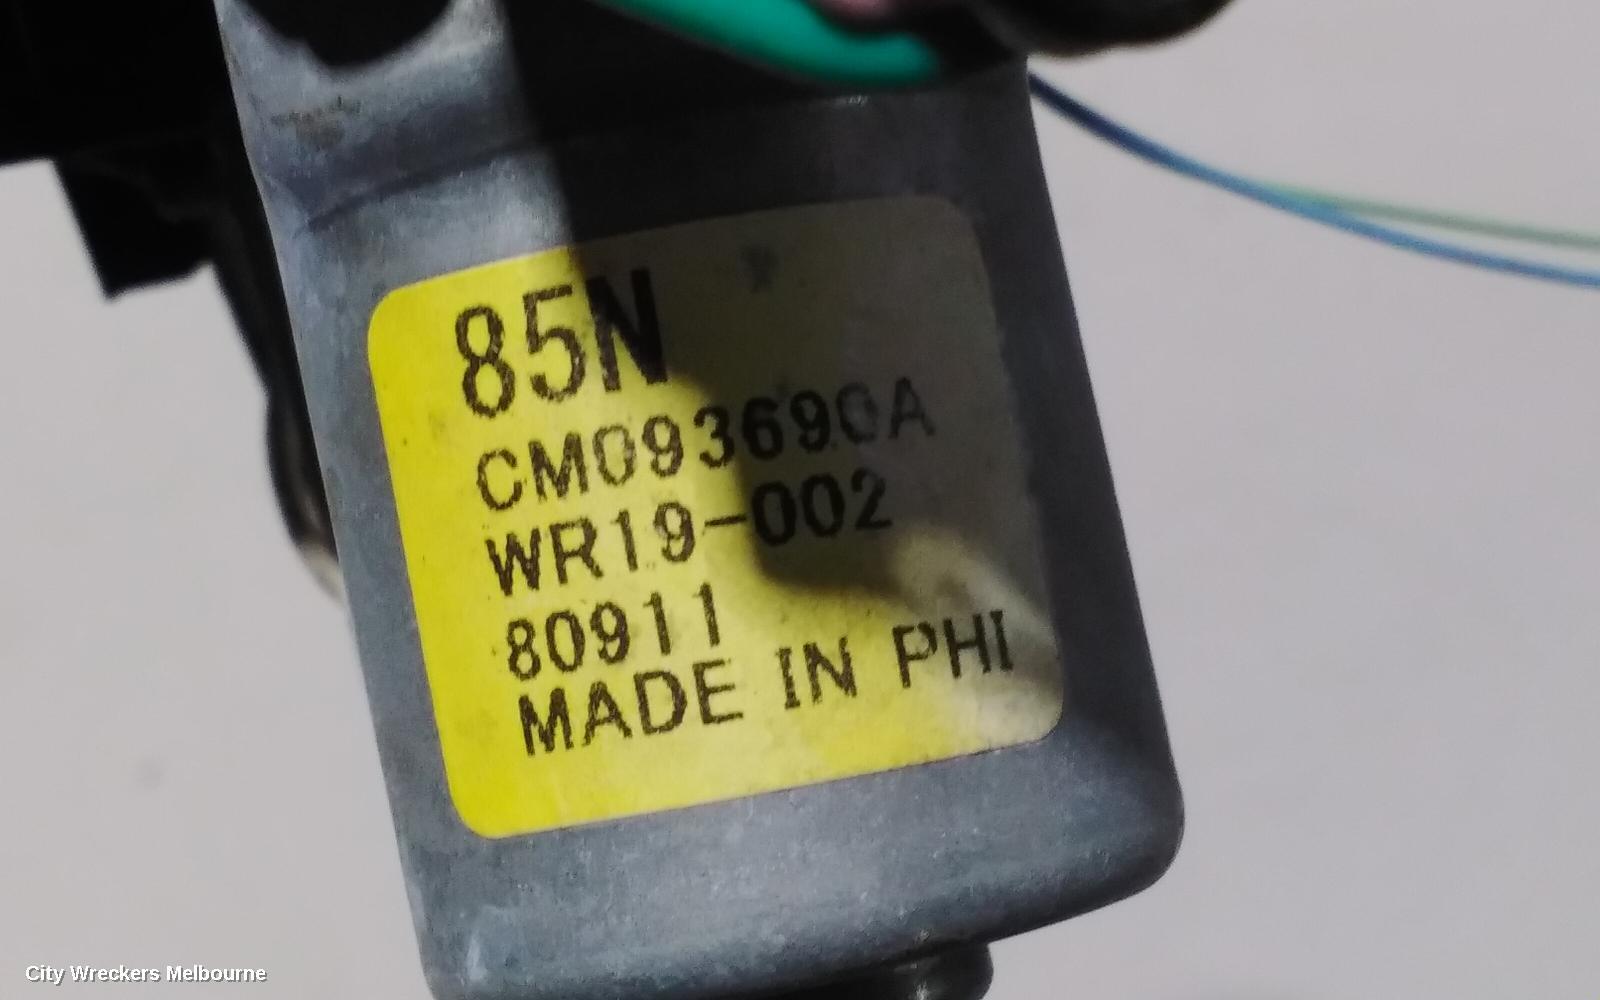 85N
CM093690A
WR19-002
80911
MADE IN PHI
City Wreckers Melbourne